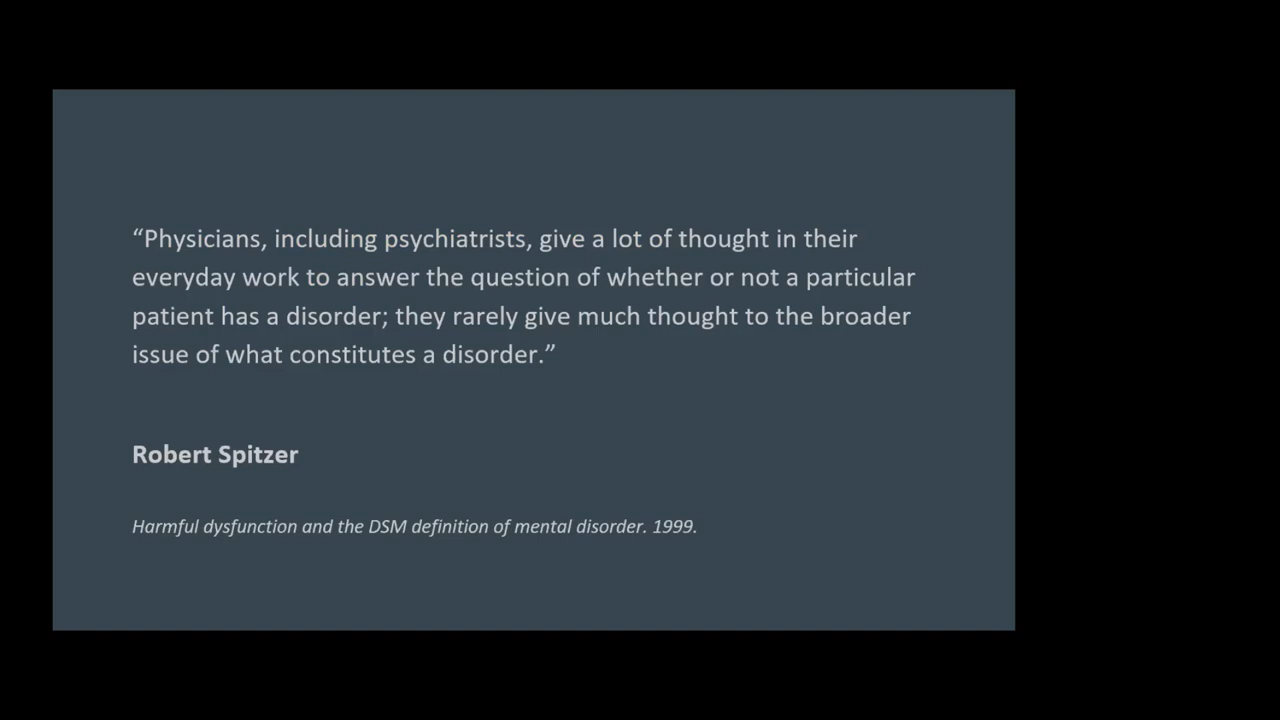 “Physicians, including psychiatrists, give a lot of thought in their
everyday work to answer the question of whether or not a particular
patient has a disorder; they rarely give much thought to the broader
issue of what constitutes a disorder.”
Robert Spitzer
Harmful dysfunction and the DSM definition of mental disorder. 1999.